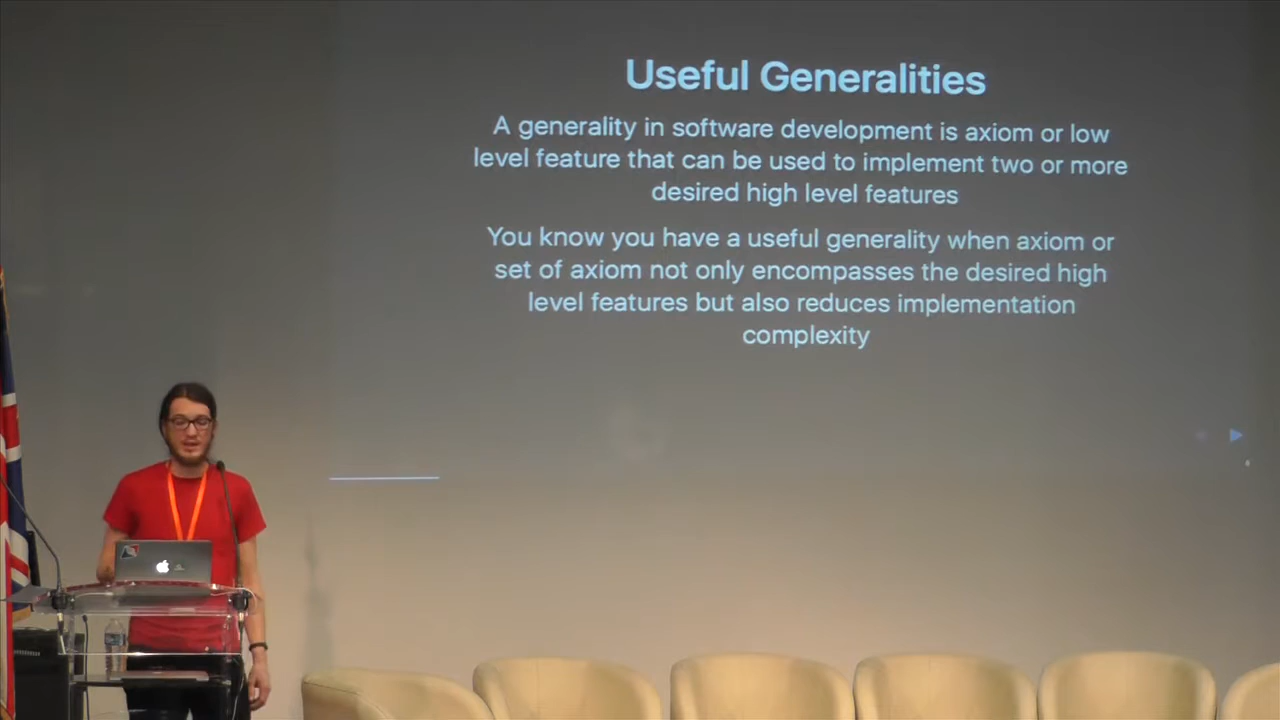 Useful Generalities
A generality in software development is axiom or low
level feature that can be used to implement two or more
desired high level features
You know you have a useful generality when axiom or
set of axiom not only encompasses the desired high
level features but also reduces implementation
complexity